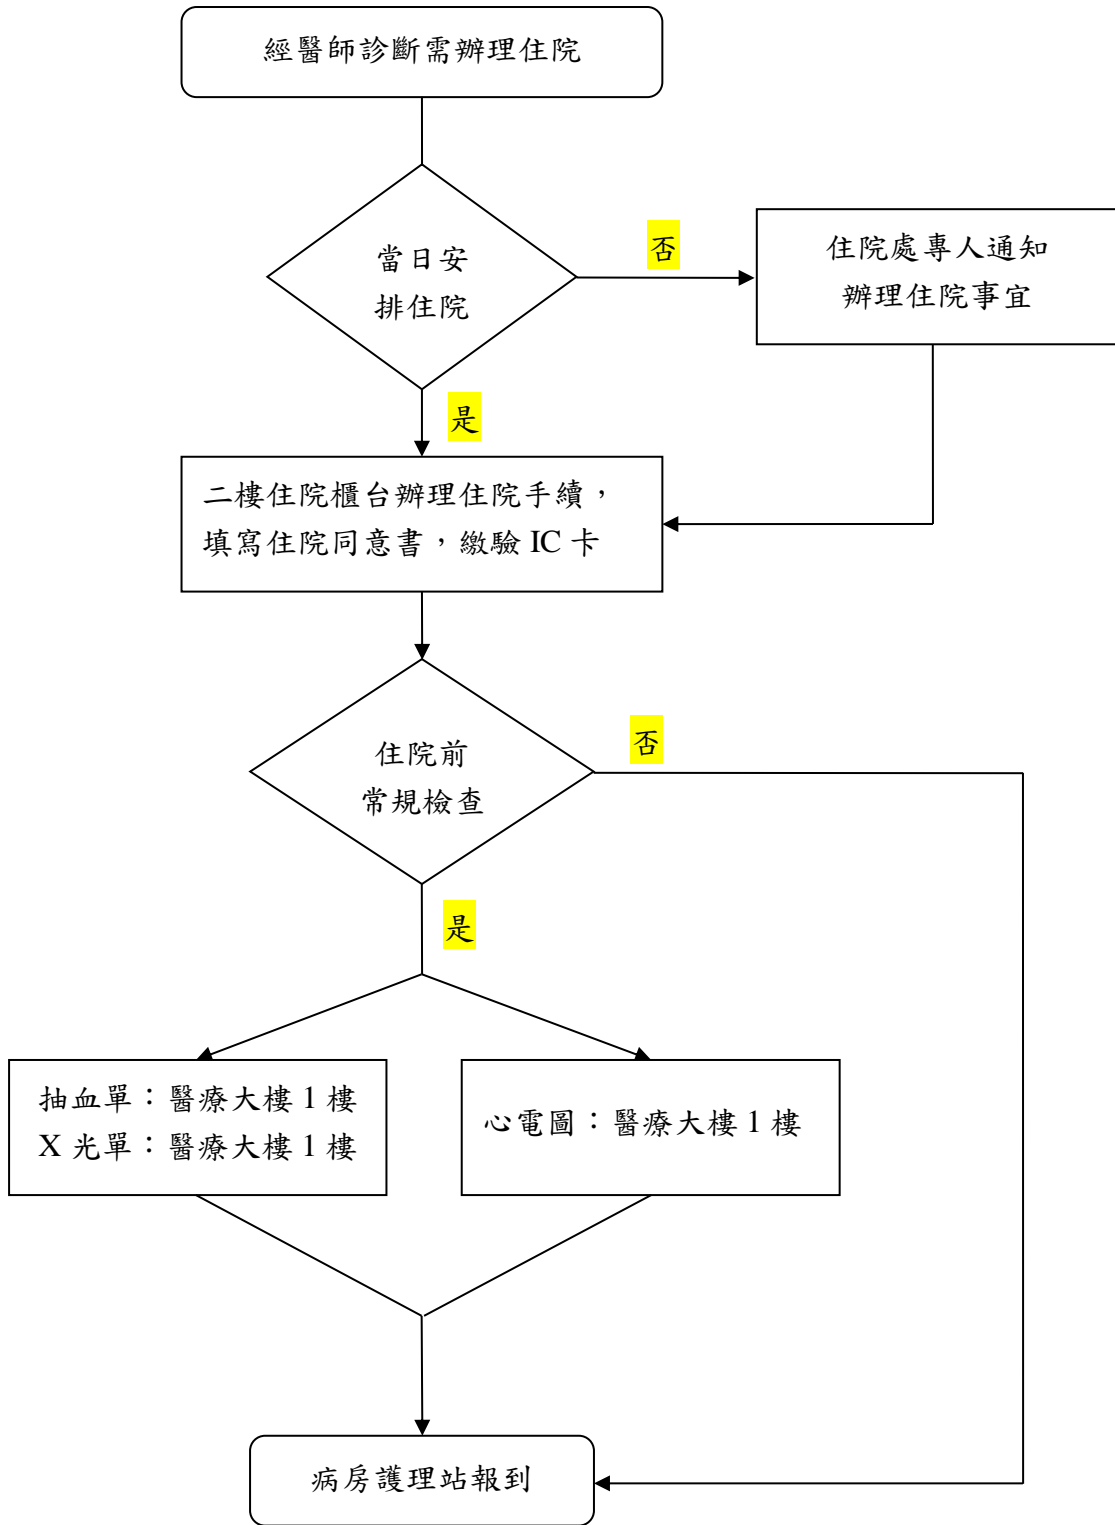 經醫師診斷需辦理住院
當日安
排住院
否
住院處專人通知
辦理住院事宜
是
二樓住院櫃台辦理住院手續，
填寫住院同意書，繳驗 IC 卡
住院前
常規檢查
否
是
抽血單：醫療大樓 1 樓
X 光單：醫療大樓 1 樓
心電圖：醫療大樓 1 樓
病房護理站報到